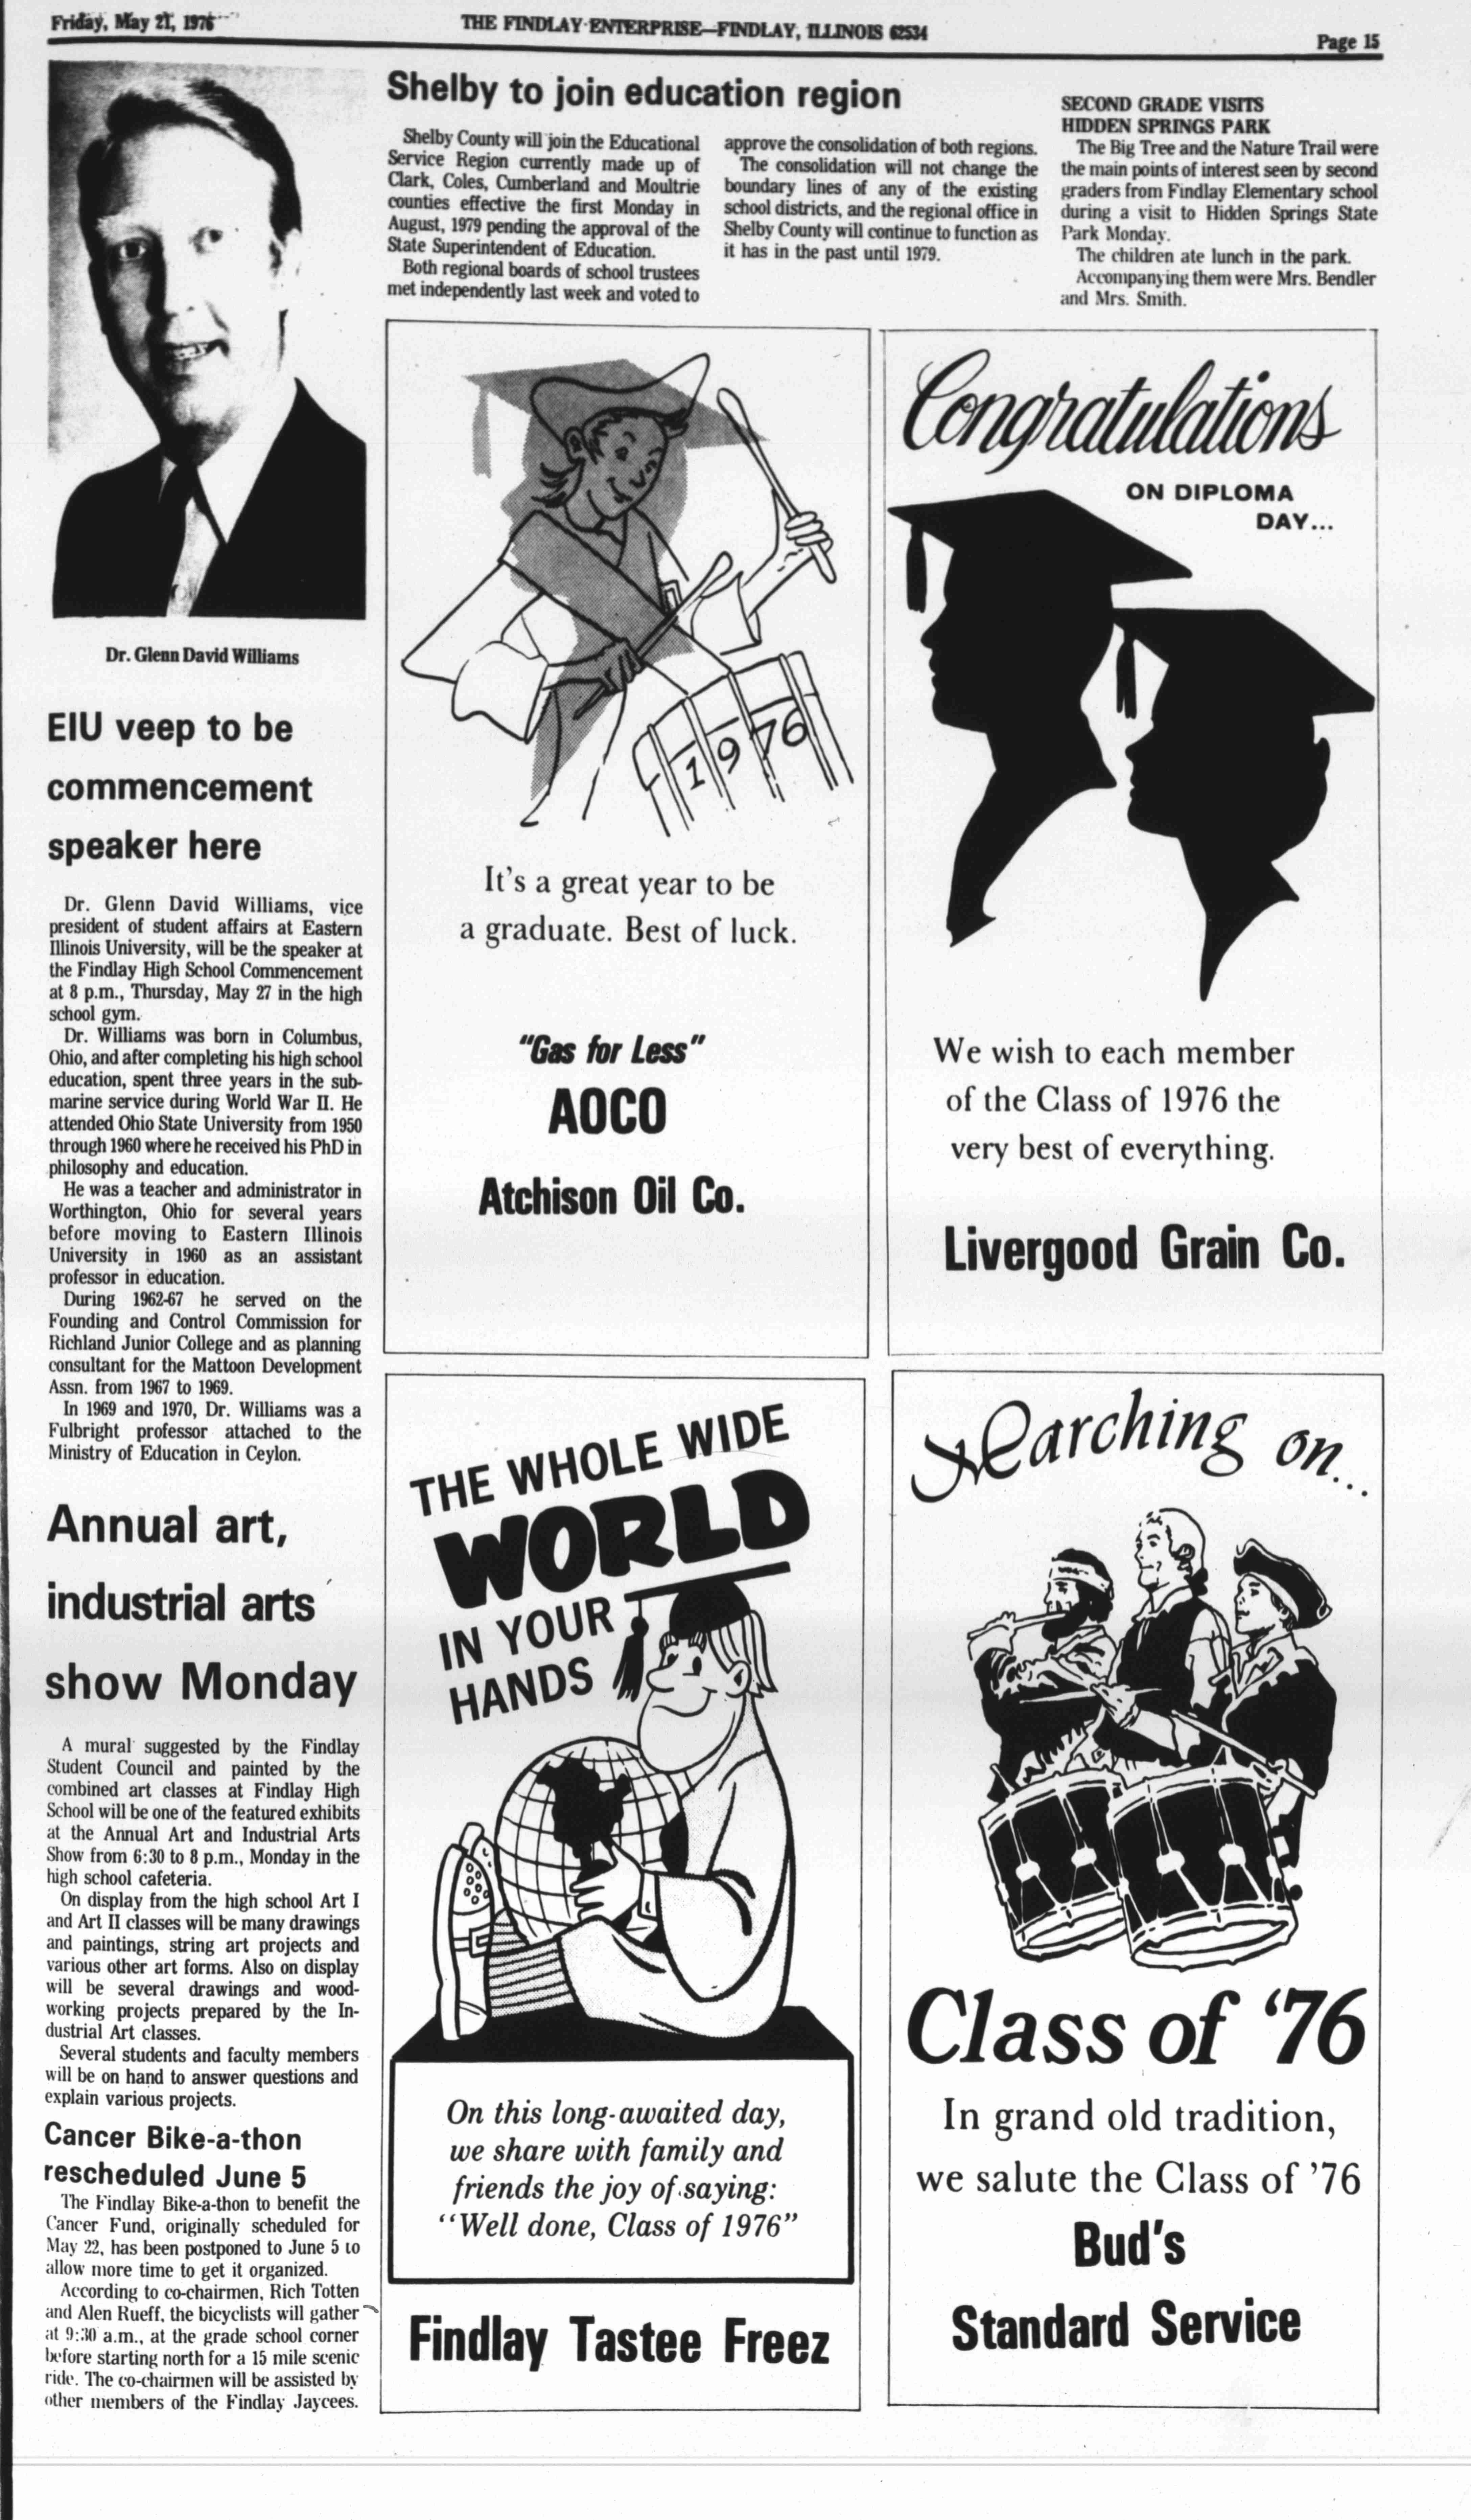 Friday, May 21, 1976
THE FINDLAY ENTERPRISE—FINDLAY, ILLINOIS 62534
Page 15
Dr. Glenn David Williams
EIU veep to be
commencement
speaker here
Dr. Glenn David Williams, vice
president of student affairs at Eastern
Illinois University, will be the speaker at
the Findlay High School Commencement
at 8 p.m., Thursday, May 27 in the high
school gym.
Dr. Williams was born in Columbus,
Ohio, and after completing his high school
education, spent three years in the sub-
marine service during World War II. He
attended Ohio State University from 1950
through 1960 where he received his PhD in
philosophy and education.
He was a teacher and administrator in
Worthington, Ohio for several years
before moving to Eastern Illinois
University in 1960 as an assistant
professor in education.
During 1962-67 he served on the
Founding and Control Commission for
Richland Junior College and as planning
consultant for the Mattoon Development
Assn. from 1967 to 1969.
In 1969 and 1970, Dr. Williams was a
Fulbright professor attached to the
Ministry of Education in Ceylon.
Annual art,
industrial arts
show Monday
A mural suggested by the Findlay
Student Council and painted by the
combined art classes at Findlay High
School will be one of the featured exhibits
at the Annual Art and Industrial Arts
Show from 6:30 to 8 p.m., Monday in the
high school cafeteria.
On display from the high school Art I
and Art II classes will be many drawings
and paintings, string art projects and
various other art forms. Also on display
will be several drawings and wood-
working projects prepared by the In-
dustrial Art classes.
Several students and faculty members
will be on hand to answer questions and
explain various projects.
Cancer Bike-a-thon
rescheduled June 5
The Findlay Bike-a-thon to benefit the
Cancer Fund, originally scheduled for
May 22, has been postponed to June 5 to
allow more time to get it organized.
According to co-chairmen, Rich Totten
and Alen Rueff, the bicyclists will gather
at 9:30 a.m., at the grade school corner
before starting north for a 15 mile scenic
ride. The co-chairmen will be assisted by
other members of the Findlay Jaycees.
Shelby to join education region
Shelby County will join the Educational
Service Region currently made up of
Clark, Coles, Cumberland and Moultrie
counties effective the first Monday in
August, 1979 pending the approval of the
State Superintendent of Education.
Both regional boards of school trustees
met independently last week and voted to
approve the consolidation of both regions.
The consolidation will not change the
boundary lines of any of the existing
school districts, and the regional office in
Shelby County will continue to function as
it has in the past until 1979.
SECOND GRADE VISITS
HIDDEN SPRINGS PARK
The Big Tree and the Nature Trail were
the main points of interest seen by second
graders from Findlay Elementary school
during a visit to Hidden Springs State
Park Monday.
The children ate lunch in the park.
Accompanying them were Mrs. Bendler
and Mrs. Smith.
1976
It's a great year to be
a graduate. Best of luck.
"Gas for Less"
AOCO
Atchison Oil Co.
Congratulations
ON DIPLOMA
DAY...
We wish to each member
of the Class of 1976 the
very best of everything.
Livergood Grain Co.
THE WHOLE WIDE
WORLD
IN YOUR
HANDS
On this long-awaited day,
we share with family and
friends the joy of saying:
"Well done, Class of 1976"
Findlay Tastee Freez
Marching on...
Class of '76
In grand old tradition,
we salute the Class of '76
Bud's
Standard Service